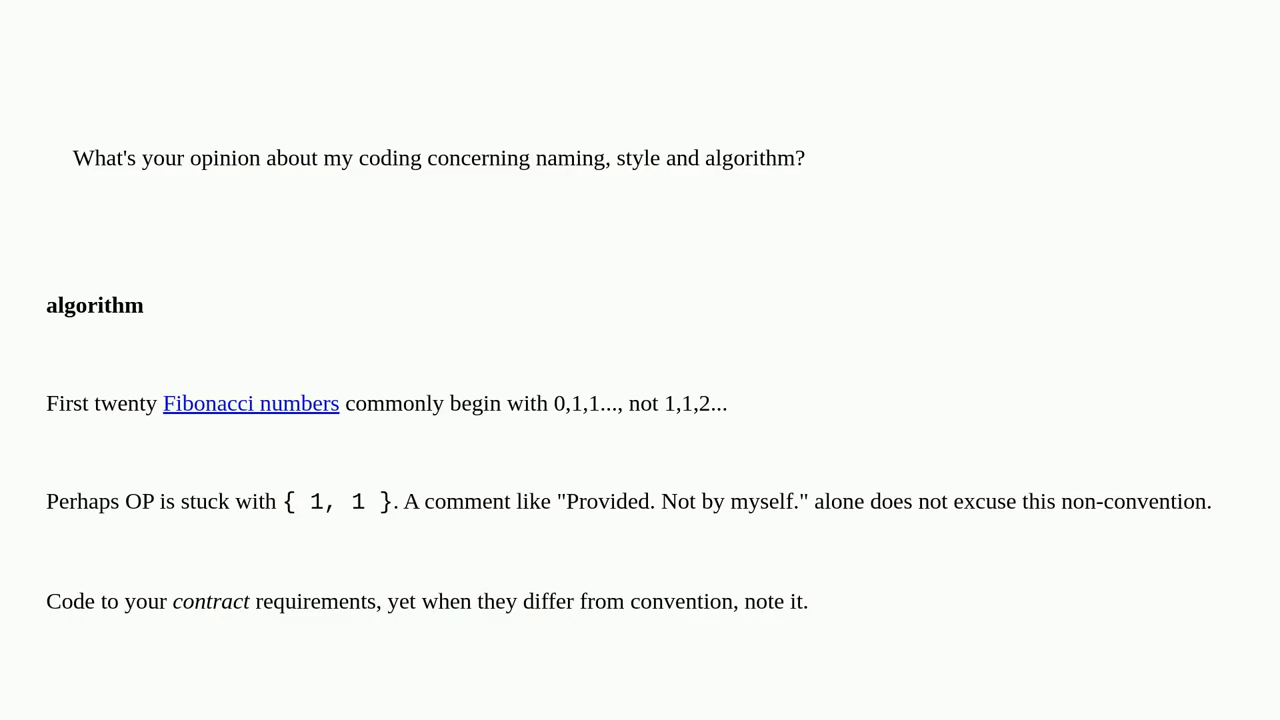 What's your opinion about my coding concerning naming, style and algorithm?
algorithm
First twenty Fibonacci numbers commonly begin with 0,1,1..., not 1,1,2...
Perhaps OP is stuck with { 1, 1 }. A comment like "Provided. Not by myself." alone does not excuse this non-convention.
Code to your contract requirements, yet when they differ from convention, note it.